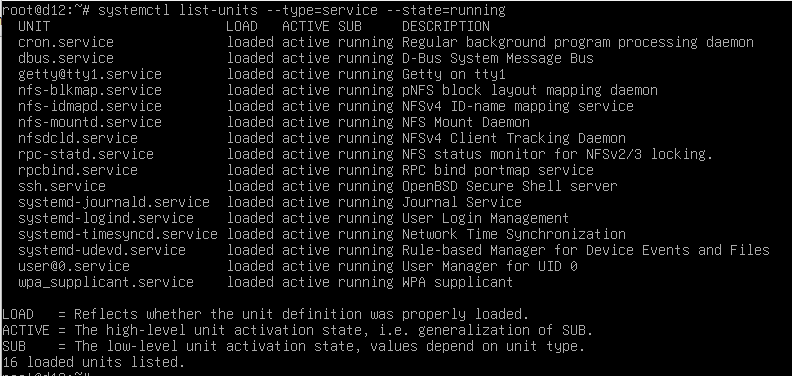 root@d12:~# systemctl list-units --type=service --state=running
UNIT LOAD ACTIVE SUB DESCRIPTION
cron.service loaded active running Regular background program processing daemon
dbus.service loaded active running D-Bus System Message Bus
getty@tty1.service loaded active running Getty on tty1
nfs-blkmap.service loaded active running pNFS block layout mapping daemon
nfs-idmapd.service loaded active running NFSv4 ID-name mapping service
nfs-mountd.service loaded active running NFS Mount Daemon
nfsdcld.service loaded active running NFSv4 Client Tracking Daemon
rpc-statd.service loaded active running NFS status monitor for NFSv2/3 locking.
rpcbind.service loaded active running RPC bind portmap service
ssh.service loaded active running OpenBSD Secure Shell server
systemd-journald.service loaded active running Journal Service
systemd-logind.service loaded active running User Login Management
systemd-timesyncd.service loaded active running Network Time Synchronization
systemd-udevd.service loaded active running Rule-based Manager for Device Events and Files
user@0.service loaded active running User Manager for UID 0
wpa_supplicant.service loaded active running WPA supplicant
LOAD = Reflects whether the unit definition was properly loaded.
ACTIVE = The high-level unit activation state, i.e. generalization of SUB.
SUB = The low-level unit activation state, values depend on unit type.
16 loaded units listed.
root@d12:~#